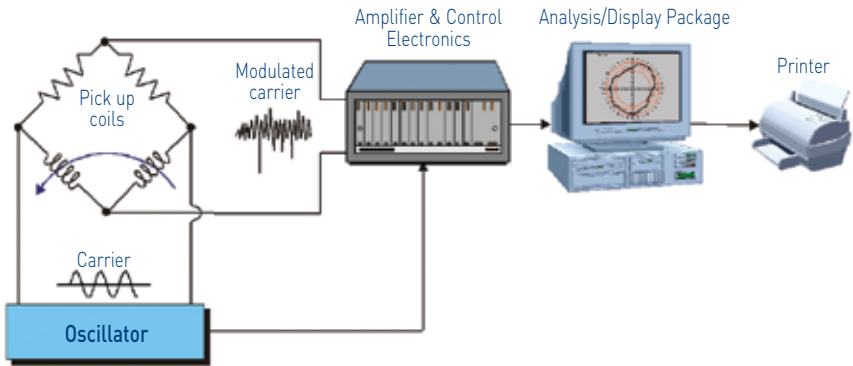 Amplifier & Control
Electronics
Analysis/Display Package
Printer
Modulated
carrier
Pick up
coils
Carrier
Oscillator